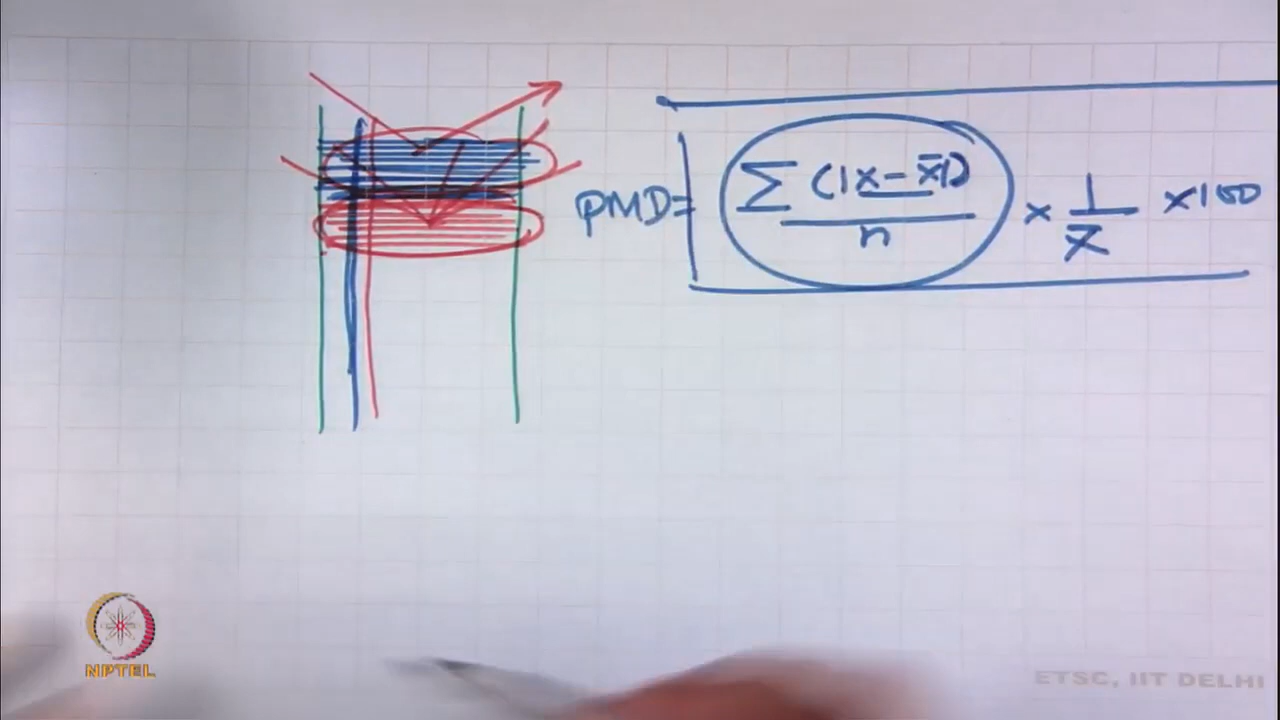 PMD = Σ (|x - x̄|) / n × 1 / x̄ × 100
NPTEL
ETSC, IIT DELHI